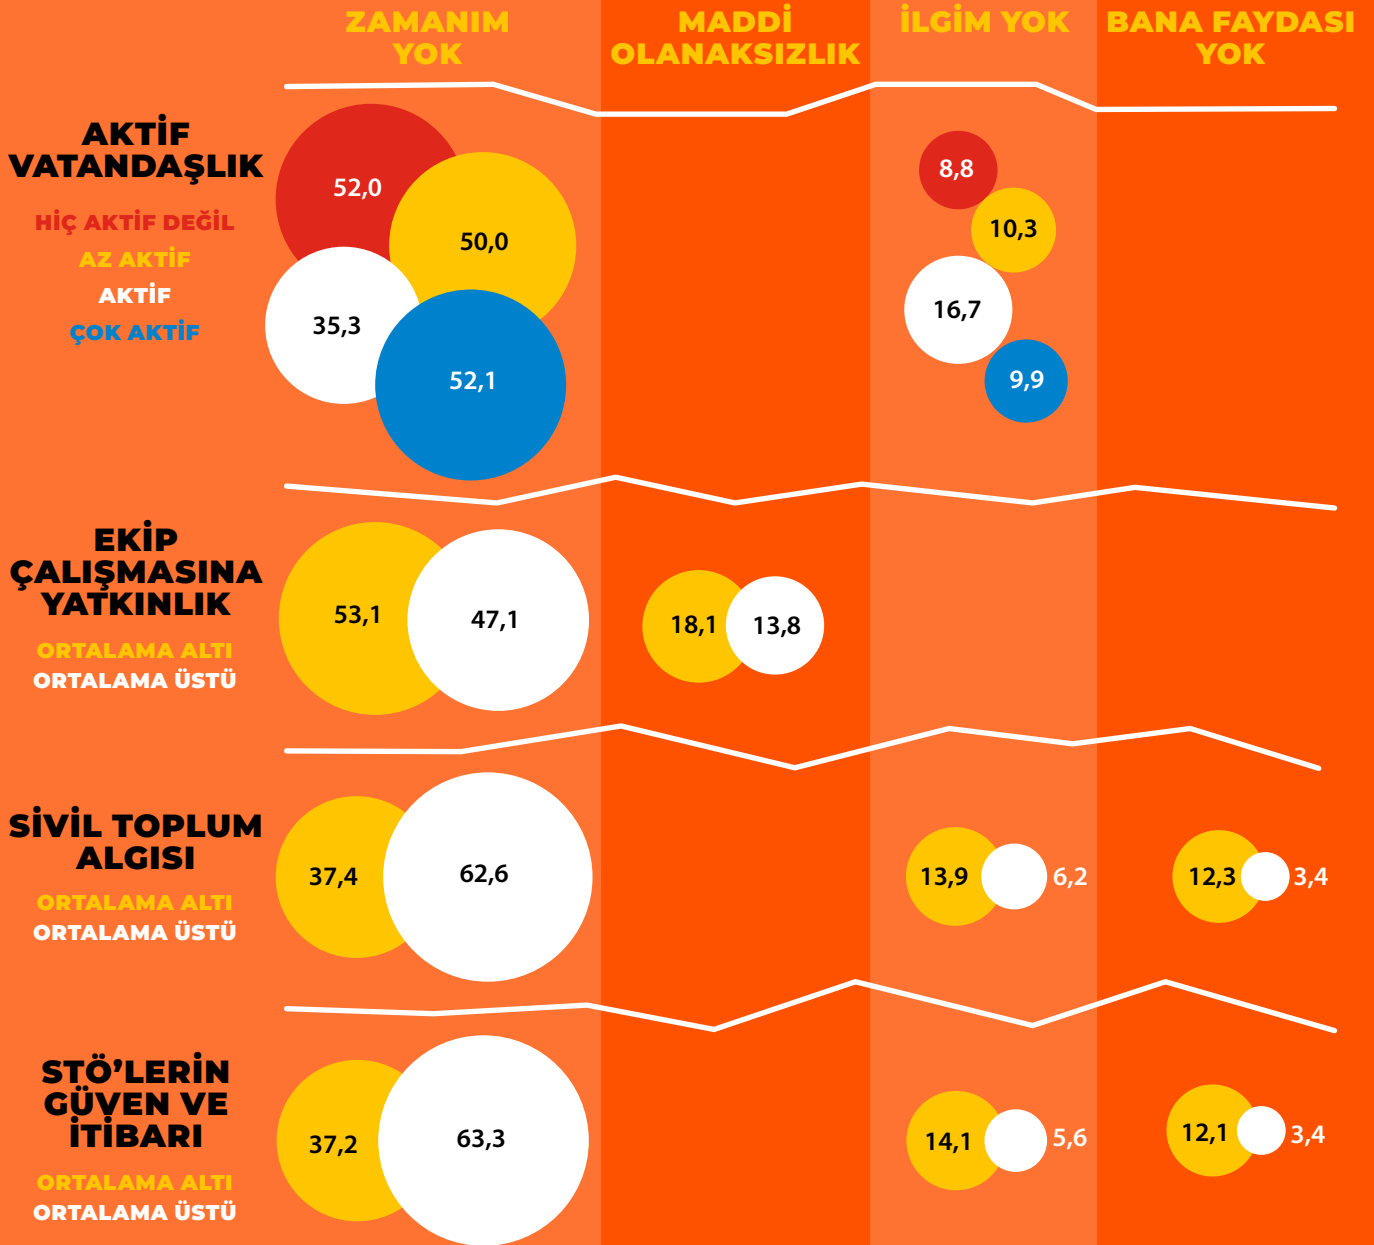 ZAMANIM
YOK
MADDİ
OLANAKSIZLIK
İLGİM YOK
BANA FAYDASI
YOK
AKTİF
VATANDAŞLIK
HİÇ AKTİF DEĞİL
AZ AKTİF
AKTİF
ÇOK AKTİF
52,0
50,0
35,3
52,1
8,8
10,3
16,7
9,9
EKİP
ÇALIŞMASINA
YATKINLIK
ORTALAMA ALTI
ORTALAMA ÜSTÜ
53,1
47,1
18,1
13,8
SİVİL TOPLUM
ALGISI
ORTALAMA ALTI
ORTALAMA ÜSTÜ
37,4
62,6
13,9
6,2
12,3
3,4
STÖ’LERİN
GÜVEN VE
İTİBARI
ORTALAMA ALTI
ORTALAMA ÜSTÜ
37,2
63,3
14,1
5,6
12,1
3,4